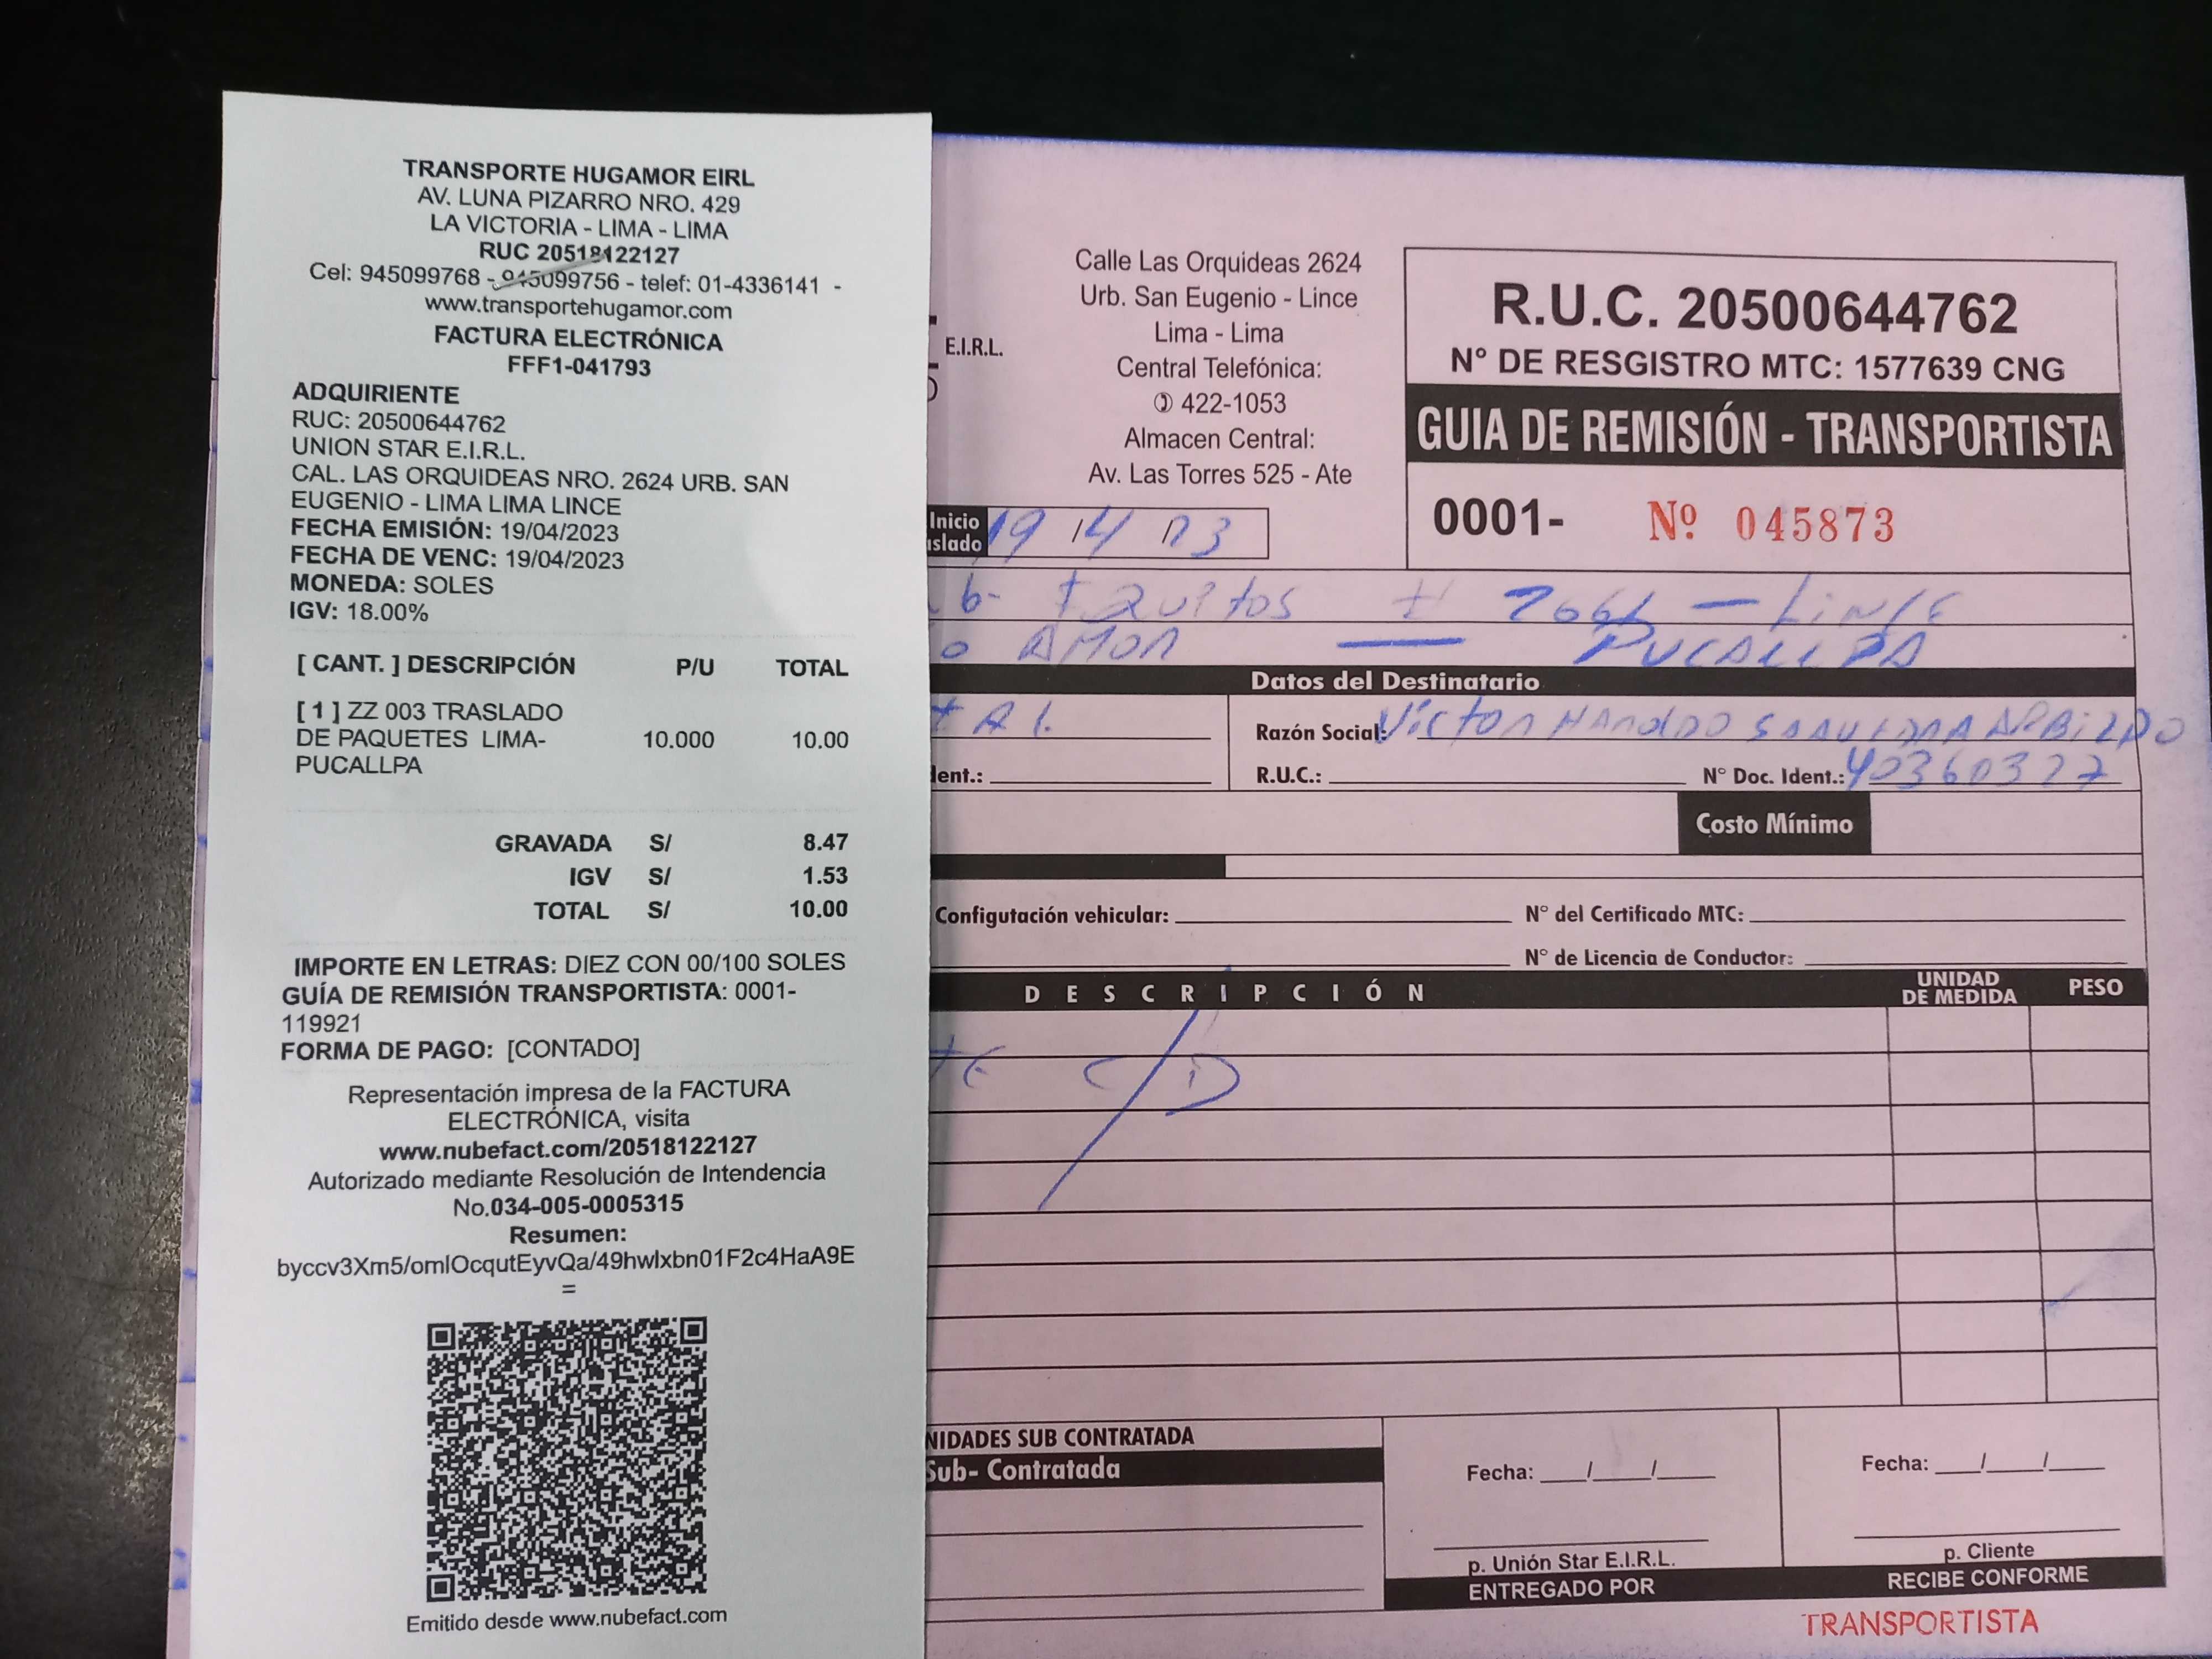 TRANSPORTE HUGAMOR EIRL
AV. LUNA PIZARRO NRO. 429
LA VICTORIA - LIMA - LIMA
RUC 20518122127
Cel: 945099768 - 945099756 - telef: 01-4336141 -
www.transportehugamor.com
FACTURA ELECTRÓNICA
FFF1-041793
ADQUIRIENTE
RUC: 20500644762
UNION STAR E.I.R.L.
CAL. LAS ORQUIDEAS NRO. 2624 URB. SAN
EUGENIO - LIMA LIMA LINCE
FECHA EMISIÓN: 19/04/2023
FECHA DE VENC: 19/04/2023
MONEDA: SOLES
IGV: 18.00%
[ CANT. ] DESCRIPCIÓN P/U TOTAL
[ 1 ] ZZ 003 TRASLADO
DE PAQUETES LIMA- 10.000 10.00
PUCALLPA
GRAVADA S/ 8.47
IGV S/ 1.53
TOTAL S/ 10.00
IMPORTE EN LETRAS: DIEZ CON 00/100 SOLES
GUÍA DE REMISIÓN TRANSPORTISTA: 0001-
119921
FORMA DE PAGO: [CONTADO]
Representación impresa de la FACTURA
ELECTRÓNICA, visita
www.nubefact.com/20518122127
Autorizado mediante Resolución de Intendencia
No.034-005-0005315
Resumen:
byccv3Xm5/omlOcqutEyvQa/49hwlxbn01F2c4HaA9E
=
Emitido desde www.nubefact.com
E.I.R.L.
Calle Las Orquideas 2624
Urb. San Eugenio - Lince
Lima - Lima
Central Telefónica:
422-1053
Almacen Central:
Av. Las Torres 525 - Ate
R.U.C. 20500644762
N° DE RESGISTRO MTC: 1577639 CNG
GUIA DE REMISIÓN - TRANSPORTISTA
0001- Nº 045873
Inicio
slado 19 / 4 /
PUCALLPA
Datos del Destinatario
Razón Social: Victor Haroldo
dent.: R.U.C.: N° Doc. Ident.: 40360327
Costo Mínimo
Configutación vehicular: N° del Certificado MTC:
N° de Licencia de Conductor:
DESCRIPCIÓN UNIDAD DE MEDIDA PESO
NIDADES SUB CONTRATADA
Sub- Contratada
Fecha: / / Fecha: / /
p. Unión Star E.I.R.L. p. Cliente
ENTREGADO POR RECIBE CONFORME
TRANSPORTISTA